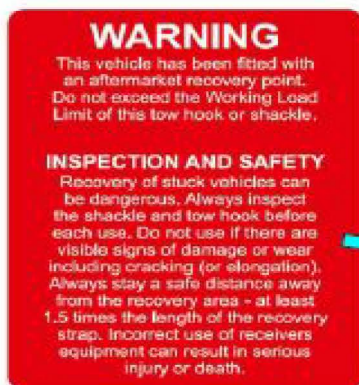 WARNING
This vehicle has been fitted with
an aftermarket recovery point.
Do not exceed the Working Load
Limit of this tow hook or shackle.
INSPECTION AND SAFETY
Recovery of stuck vehicles can
be dangerous. Always inspect
the shackle and tow hook before
each use. Do not use if there are
visible signs of damage or wear
including cracking (or elongation).
Always stay a safe distance away
from the recovery area - at least
1.5 times the length of the recovery
strap. Incorrect use of receivers
equipment can result in serious
injury or death.